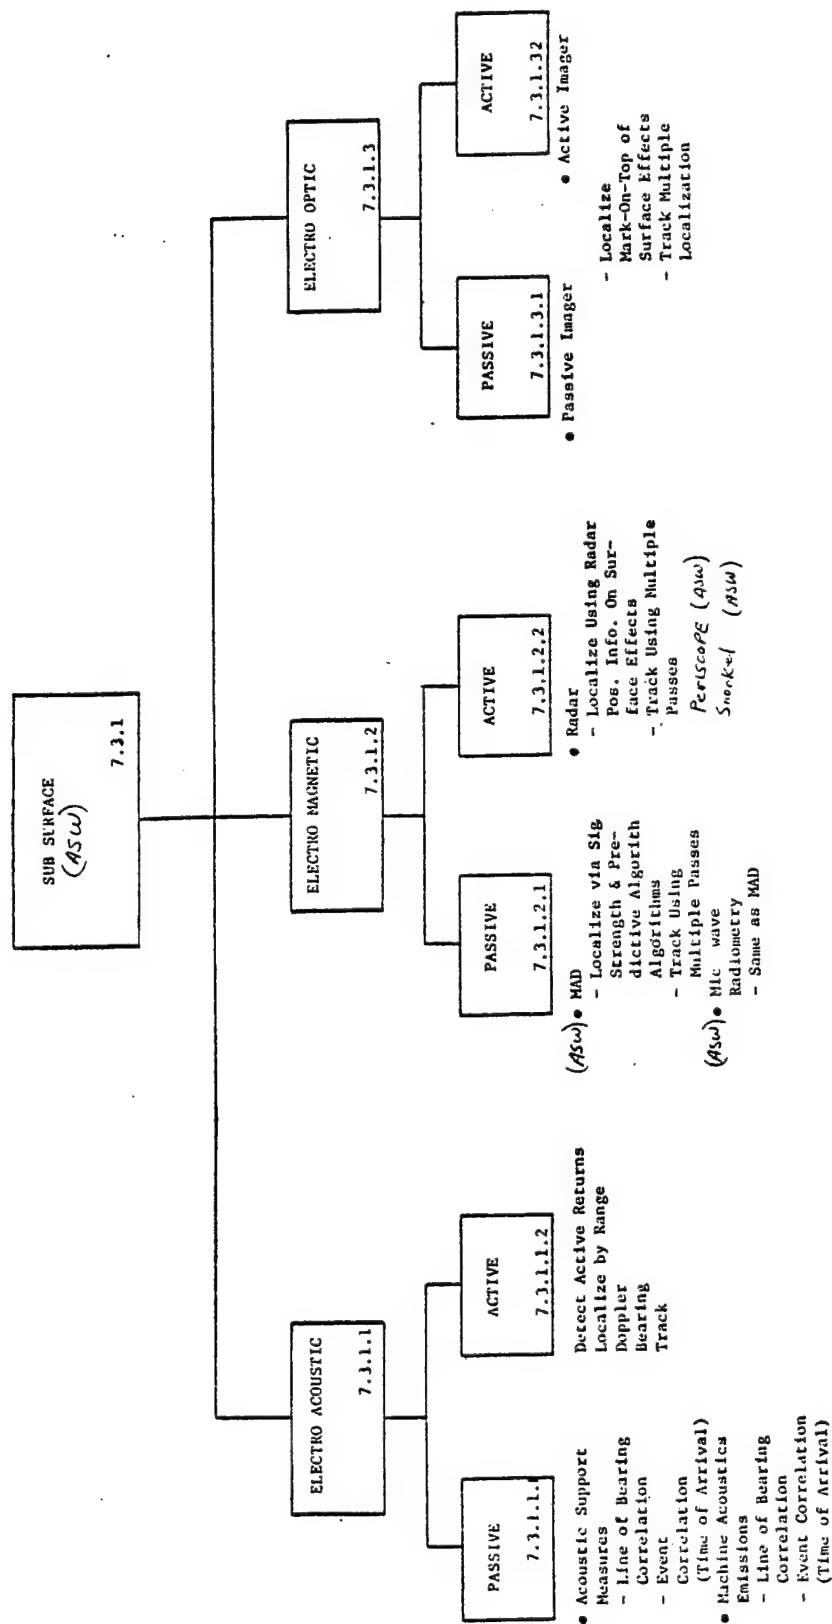 SUB SURFACE
(ASW)
7.3.1
ELECTRO ACOUSTIC
7.3.1.1
PASSIVE
7.3.1.1.1
● Acoustic Support
Measures
- Line of Bearing
Correlation
- Event
Correlation
(Time of Arrival)
● Machine Acoustics
Emissions
- Line of Bearing
Correlation
- Event Correlation
(Time of Arrival)
ACTIVE
7.3.1.1.2
Detect Active Returns
Localize by Range
Doppler
Bearing
Track
ELECTRO MAGNETIC
7.3.1.2
PASSIVE
7.3.1.2.1
(ASW) ● MAD
- Localize via Sig
Strength & Pre-
dictive Algorith
Algorithms
- Track Using
Multiple Passes
(ASW) ● Mic wave
Radiometry
- Same as MAD
ACTIVE
7.3.1.2.2
● Radar
- Localize Using Radar
Pos. Info. On Sur-
face Effects
- Track Using Multiple
Passes
Periscope (ASW)
Snorkel (ASW)
ELECTRO OPTIC
7.3.1.3
PASSIVE
7.3.1.3.1
● Passive Imager
ACTIVE
7.3.1.32
● Active Imager
- Localize
Mark-On-Top of
Surface Effects
- Track Multiple
Localization